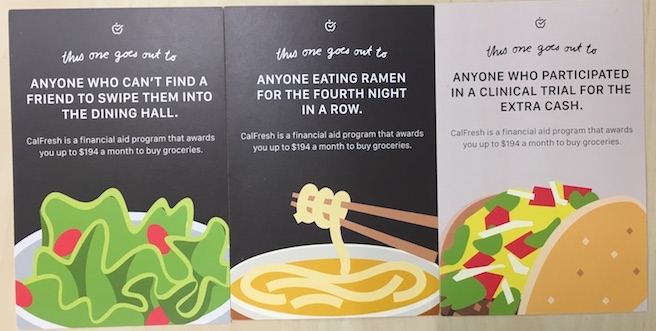 this one goes out to
ANYONE WHO CAN'T FIND A
FRIEND TO SWIPE THEM INTO
THE DINING HALL.
CalFresh is a financial aid program that awards
you up to $194 a month to buy groceries.
this one goes out to
ANYONE EATING RAMEN
FOR THE FOURTH NIGHT
IN A ROW.
CalFresh is a financial aid program that awards
you up to $194 a month to buy groceries.
this one goes out to
ANYONE WHO PARTICIPATED
IN A CLINICAL TRIAL FOR THE
EXTRA CASH.
CalFresh is a financial aid program that awards
you up to $194 a month to buy groceries.